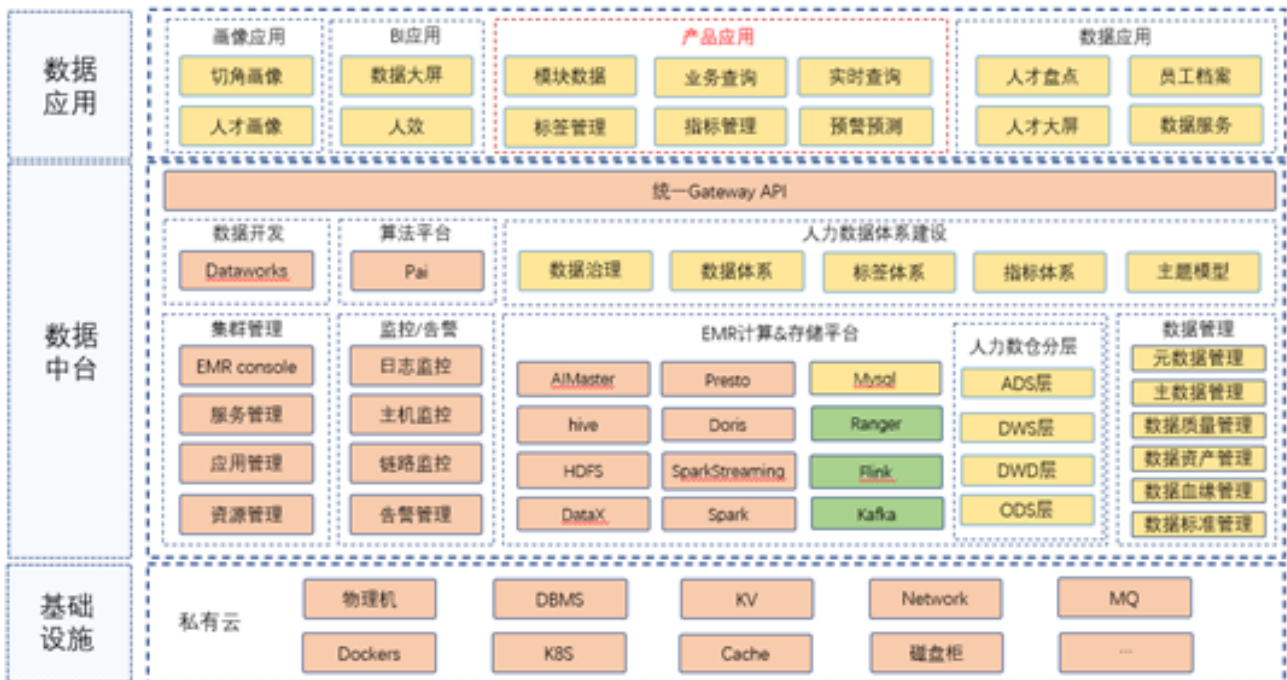 数据
应用
画像应用
切角画像
人才画像
BI应用
数据大屏
人效
产品应用
模块数据
业务查询
实时查询
标签管理
指标管理
预警预测
数据应用
人才盘点
员工档案
人才大屏
数据服务
数据
中台
统一Gateway API
数据开发
Dataworks
算法平台
Pai
人力数据体系建设
数据治理
数据体系
标签体系
指标体系
主题模型
集群管理
EMR console
服务管理
应用管理
资源管理
监控/告警
日志监控
主机监控
链路监控
告警管理
EMR计算&存储平台
AIMaster
Presto
Mysql
hive
Doris
Ranger
HDFS
SparkStreaming
Flink
DataX
Spark
Kafka
人力数仓分层
ADS层
DWS层
DWD层
ODS层
数据管理
元数据管理
主数据管理
数据质量管理
数据资产管理
数据血缘管理
数据标准管理
基础
设施
私有云
物理机
DBMS
KV
Network
MQ
Dockers
K8S
Cache
磁盘柜
...